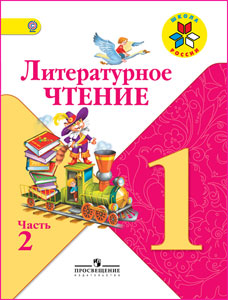 ШКОЛА
РОССИИ
Литературное
ЧТЕНИЕ
1
Часть
2
ПРОСВЕЩЕНИЕ
ИЗДАТЕЛЬСТВО